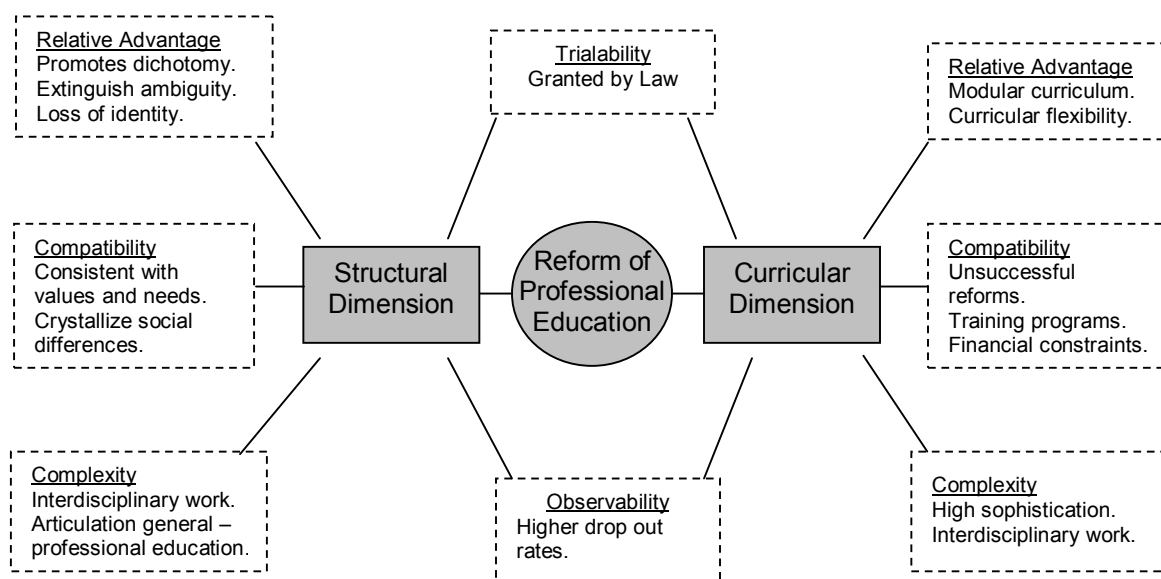 Relative Advantage
Promotes dichotomy.
Extinguish ambiguity.
Loss of identity.
Trialability
Granted by Law
Relative Advantage
Modular curriculum.
Curricular flexibility.
Compatibility
Consistent with
values and needs.
Crystallize social
differences.
Structural
Dimension
Reform of
Professional
Education
Curricular
Dimension
Compatibility
Unsuccessful
reforms.
Training programs.
Financial constraints.
Complexity
Interdisciplinary work.
Articulation general –
professional education.
Observability
Higher drop out
rates.
Complexity
High sophistication.
Interdisciplinary work.